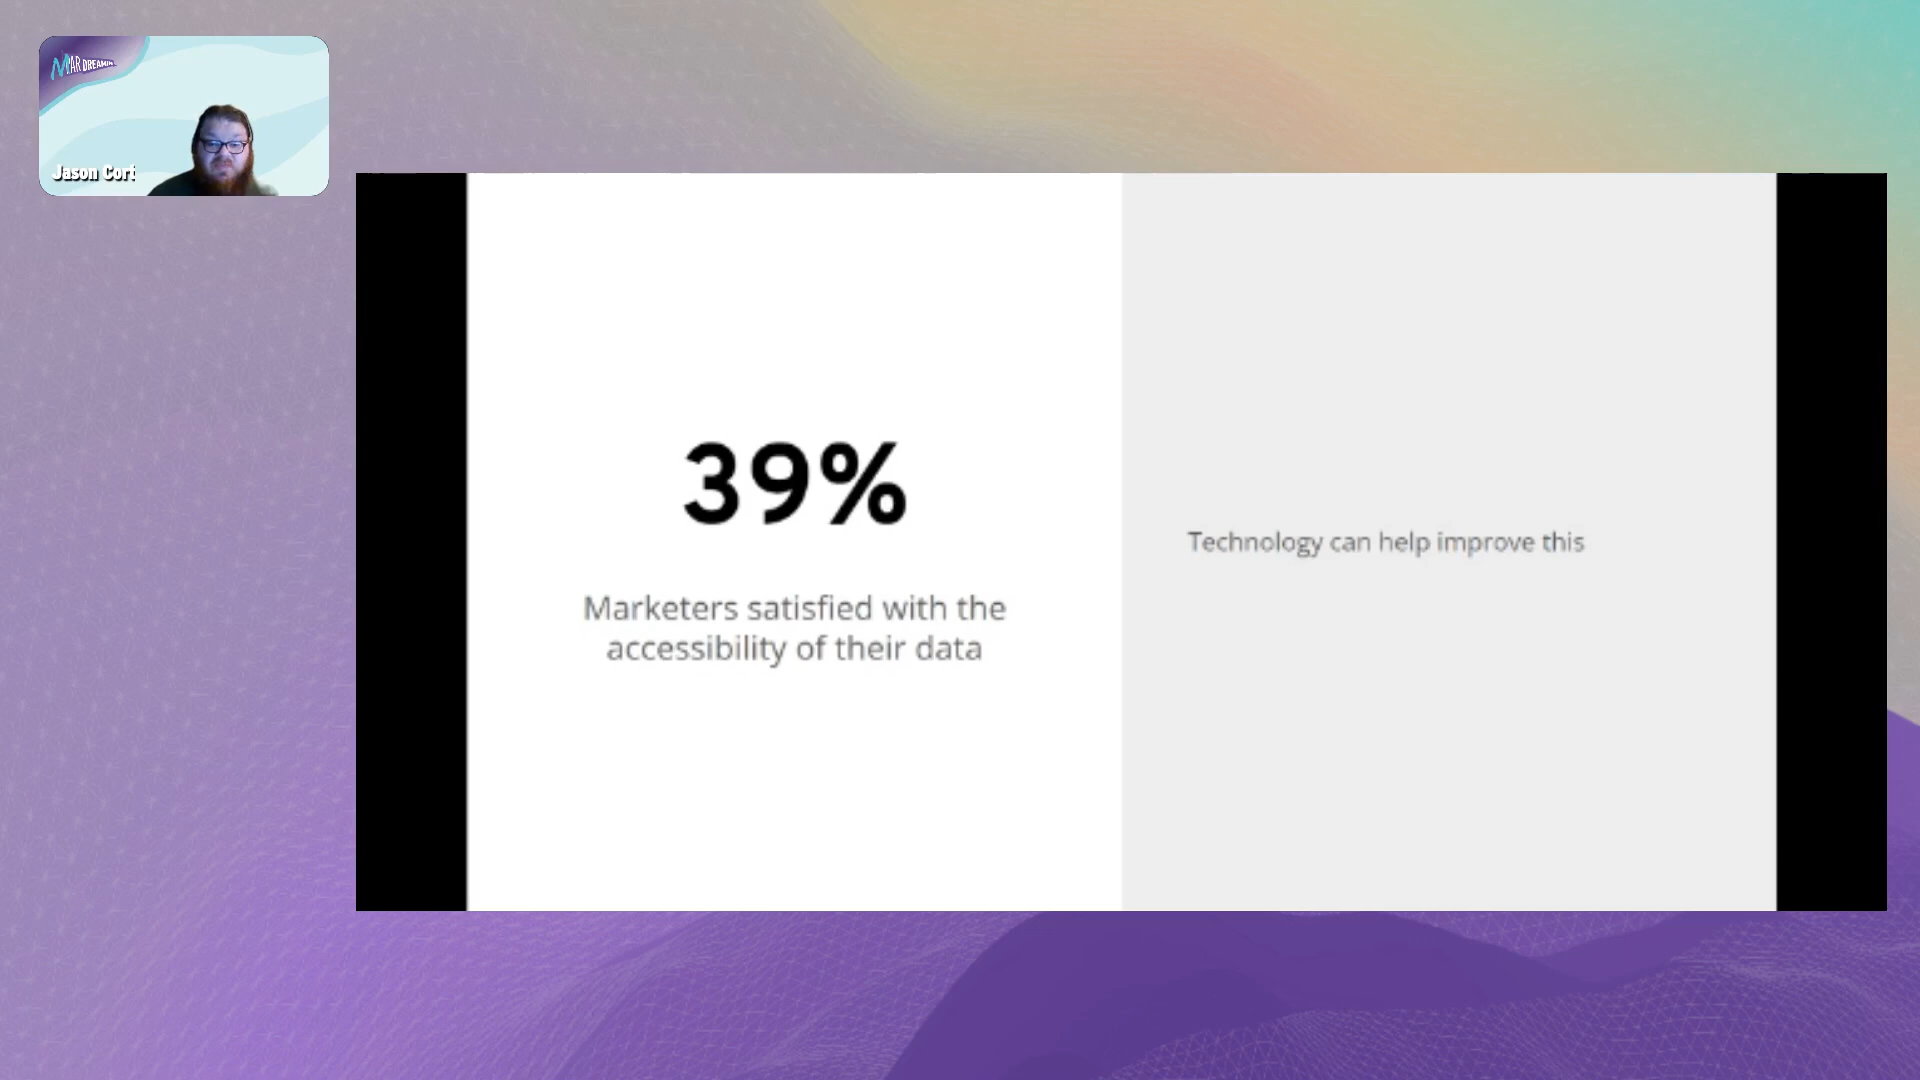 MAR DREAMIN
Jason Cort
39%
Marketers satisfied with the
accessibility of their data
Technology can help improve this